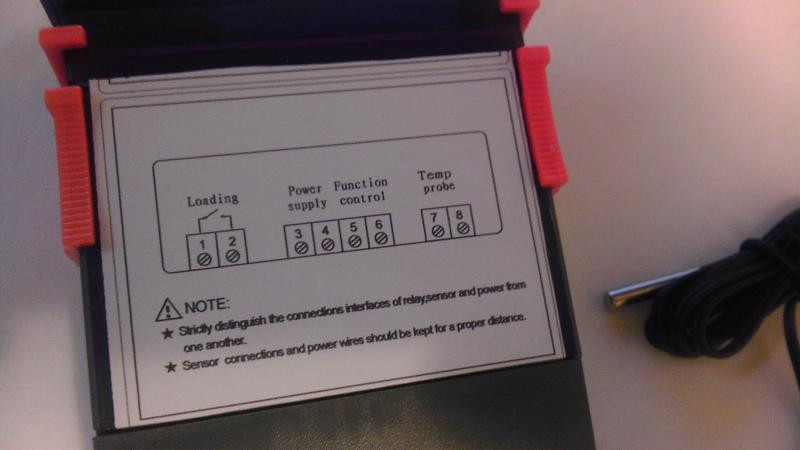 Loading
Power Function Temp
supply control probe
1 2 3 4 5 6 7 8
NOTE:
★ Strictly distinguish the connections interfaces of relay,sensor and power from
one another.
★ Sensor connections and power wires should be kept for a proper distance.